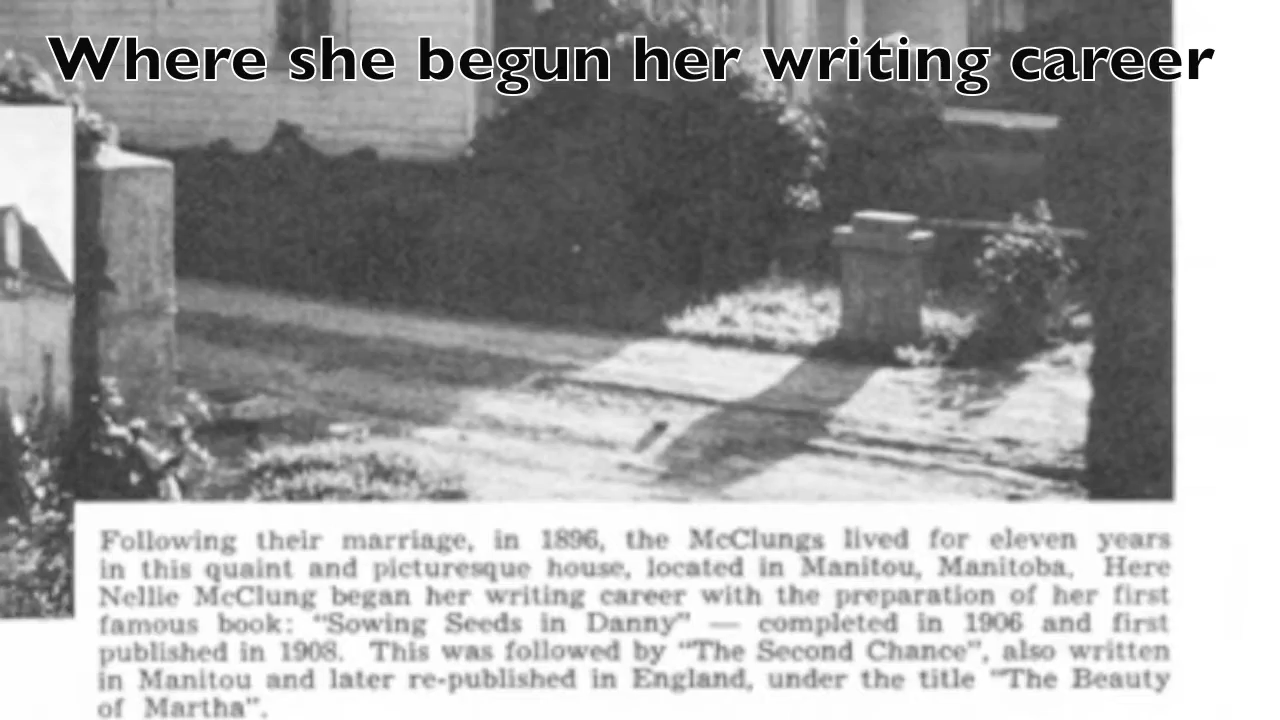 Where she begun her writing career
Following their marriage, in 1896, the McClungs lived for eleven years
in this quaint and picturesque house, located in Manitou, Manitoba. Here
Nellie McClung began her writing career with the preparation of her first
famous book: "Sowing Seeds in Danny" — completed in 1906 and first
published in 1908. This was followed by "The Second Chance", also written
in Manitou and later re-published in England, under the title "The Beauty
of Martha".